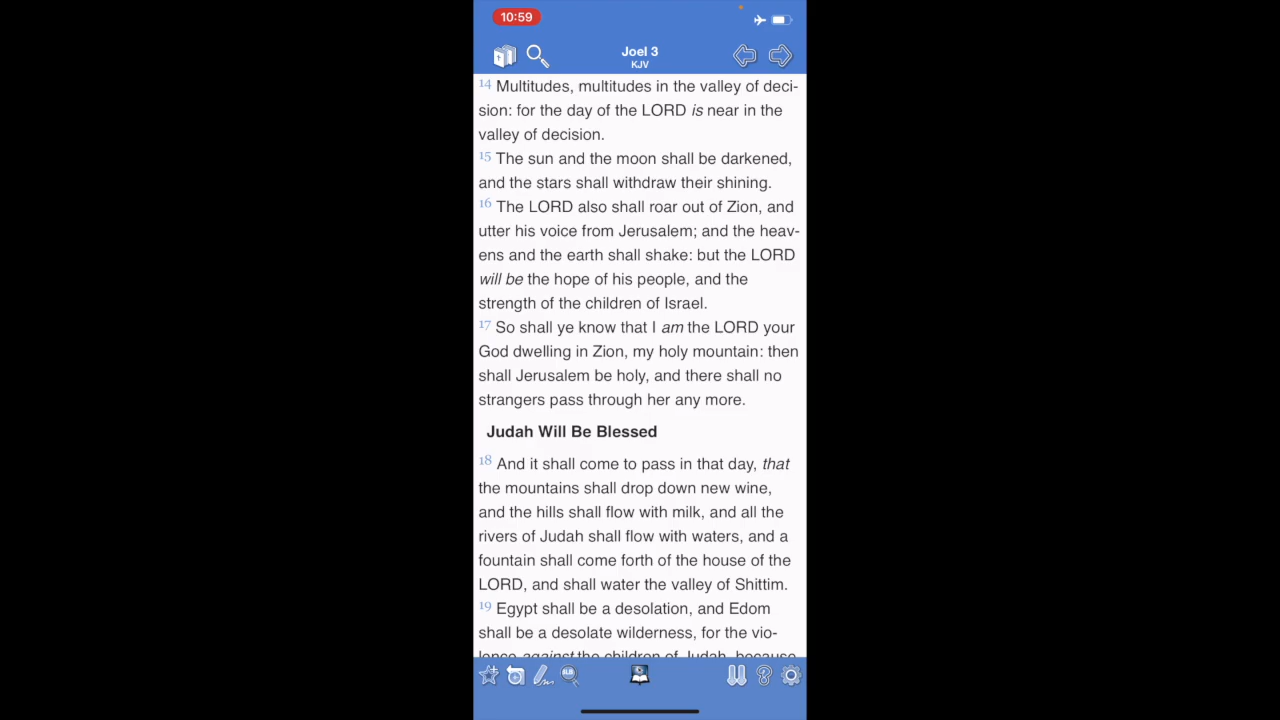 10:59
Joel 3
KJV
14 Multitudes, multitudes in the valley of deci-
sion: for the day of the LORD is near in the
valley of decision.
15 The sun and the moon shall be darkened,
and the stars shall withdraw their shining.
16 The LORD also shall roar out of Zion, and
utter his voice from Jerusalem; and the heav-
ens and the earth shall shake: but the LORD
will be the hope of his people, and the
strength of the children of Israel.
17 So shall ye know that I am the LORD your
God dwelling in Zion, my holy mountain: then
shall Jerusalem be holy, and there shall no
strangers pass through her any more.
Judah Will Be Blessed
18 And it shall come to pass in that day, that
the mountains shall drop down new wine,
and the hills shall flow with milk, and all the
rivers of Judah shall flow with waters, and a
fountain shall come forth of the house of the
LORD, and shall water the valley of Shittim.
19 Egypt shall be a desolation, and Edom
shall be a desolate wilderness, for the vio-
lence against the children of Judah, because
BLB